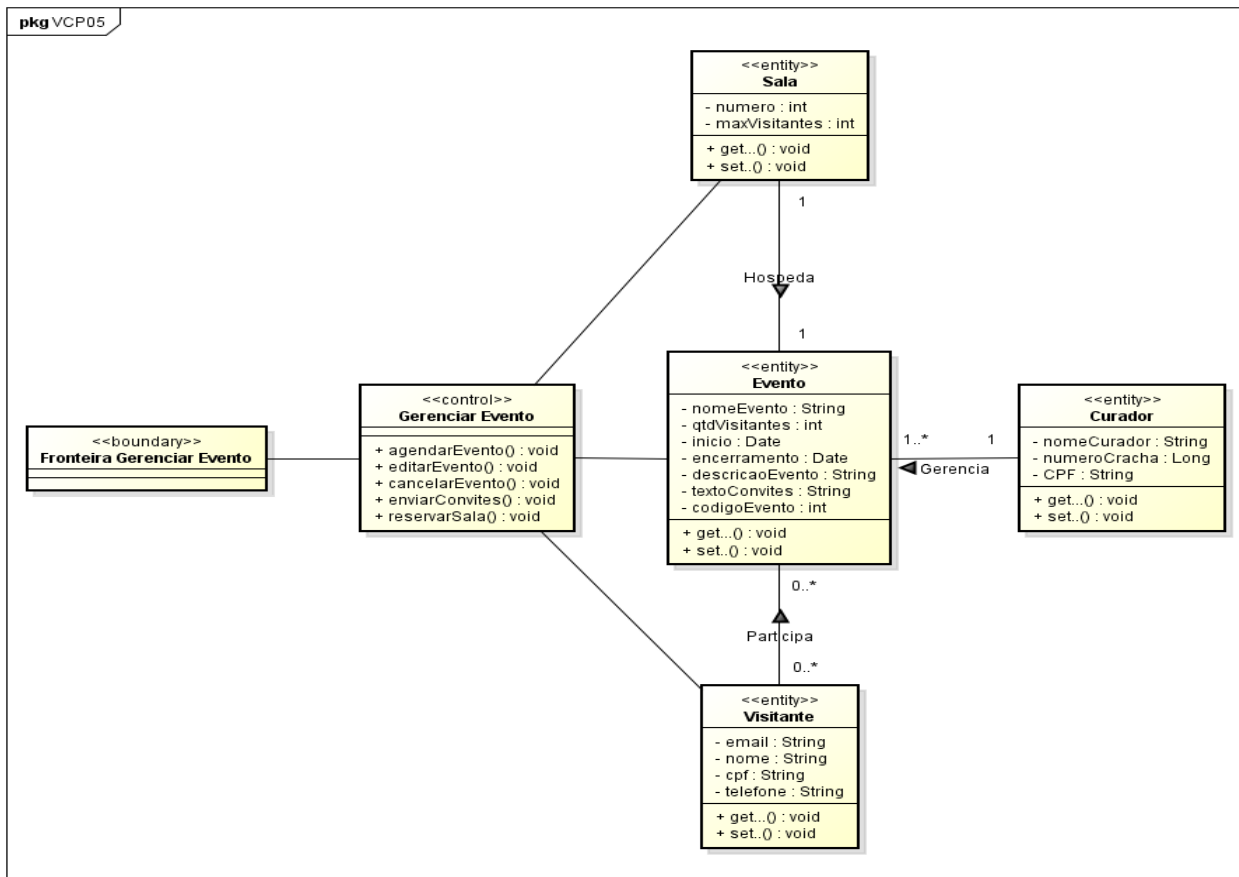 pkg VCP05
<<entity>>
Sala
- numero : int
- maxVisitantes : int
+ get...() : void
+ set..() : void
1
Hospeda
1
<<boundary>>
Fronteira Gerenciar Evento
<<control>>
Gerenciar Evento
+ agendarEvento() : void
+ editarEvento() : void
+ cancelarEvento() : void
+ enviarConvites() : void
+ reservarSala() : void
<<entity>>
Evento
- nomeEvento : String
- qtdVisitantes : int
- inicio : Date
- encerramento : Date
- descricaoEvento : String
- textoConvites : String
- codigoEvento : int
+ get...() : void
+ set..() : void
1..*
1
Gerencia
<<entity>>
Curador
- nomeCurador : String
- numeroCracha : Long
- CPF : String
+ get...() : void
+ set..() : void
0..*
Participa
0..*
<<entity>>
Visitante
- email : String
- nome : String
- cpf : String
- telefone : String
+ get...() : void
+ set..() : void